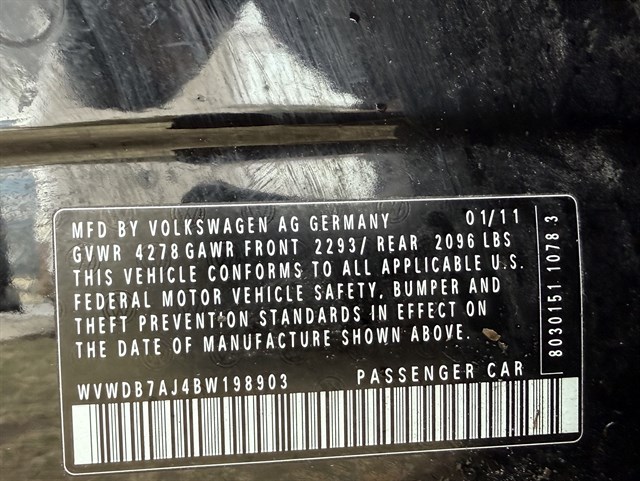 MFD BY VOLKSWAGEN AG GERMANY 01/11
GVWR 4278 GAWR FRONT 2293/ REAR 2096 LBS
THIS VEHICLE CONFORMS TO ALL APPLICABLE U.S.
FEDERAL MOTOR VEHICLE SAFETY, BUMPER AND
THEFT PREVENTION STANDARDS IN EFFECT ON
THE DATE OF MANUFACTURE SHOWN ABOVE.
WVWDB7AJ4BW198903 PASSENGER CAR
8030151 1078 3